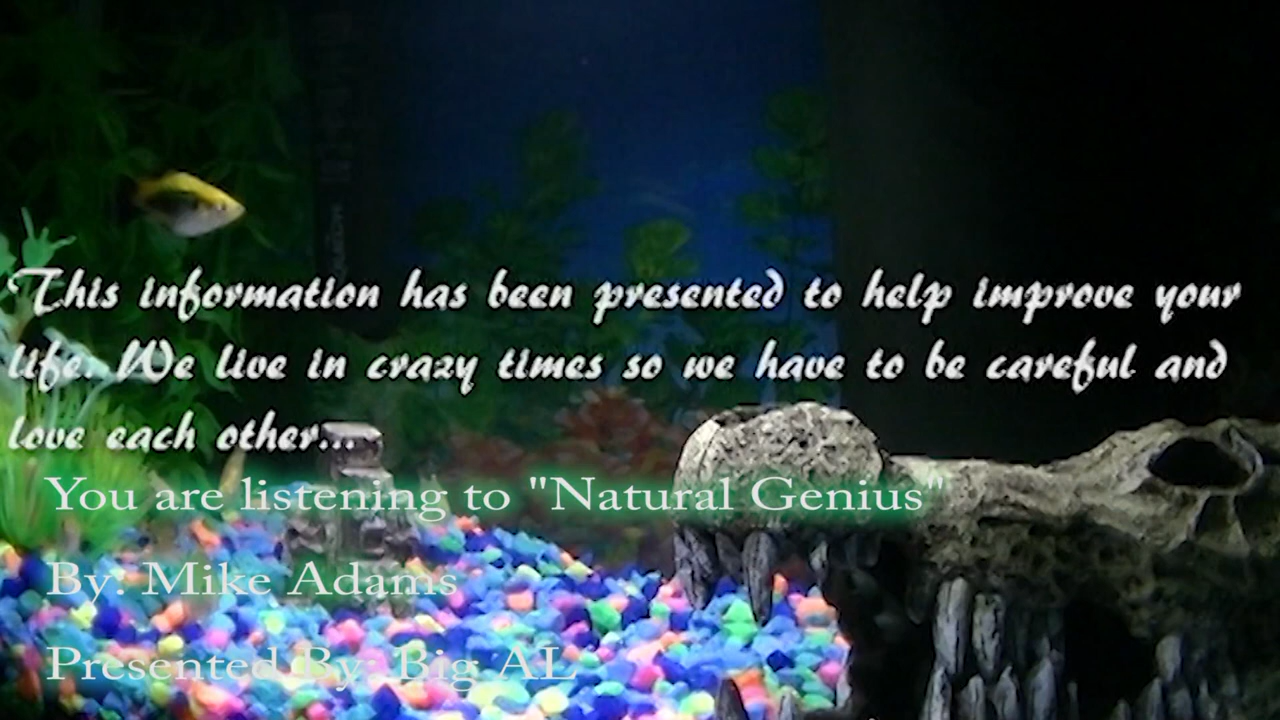 This information has been presented to help improve your
life. We live in crazy times so we have to be careful and
love each other...
You are listening to "Natural Genius"
By: Mike Adams
Presented By: Big AL